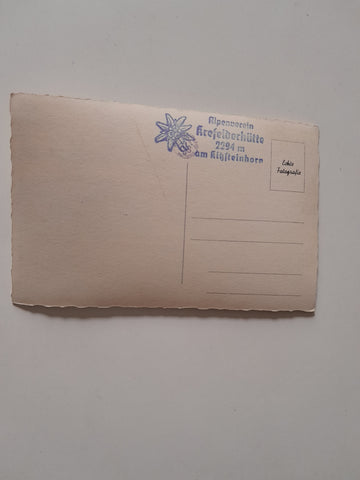 Alpenverein
Krefelderhütte
2294 m
am Kitzsteinhorn
Echte
Fotografie